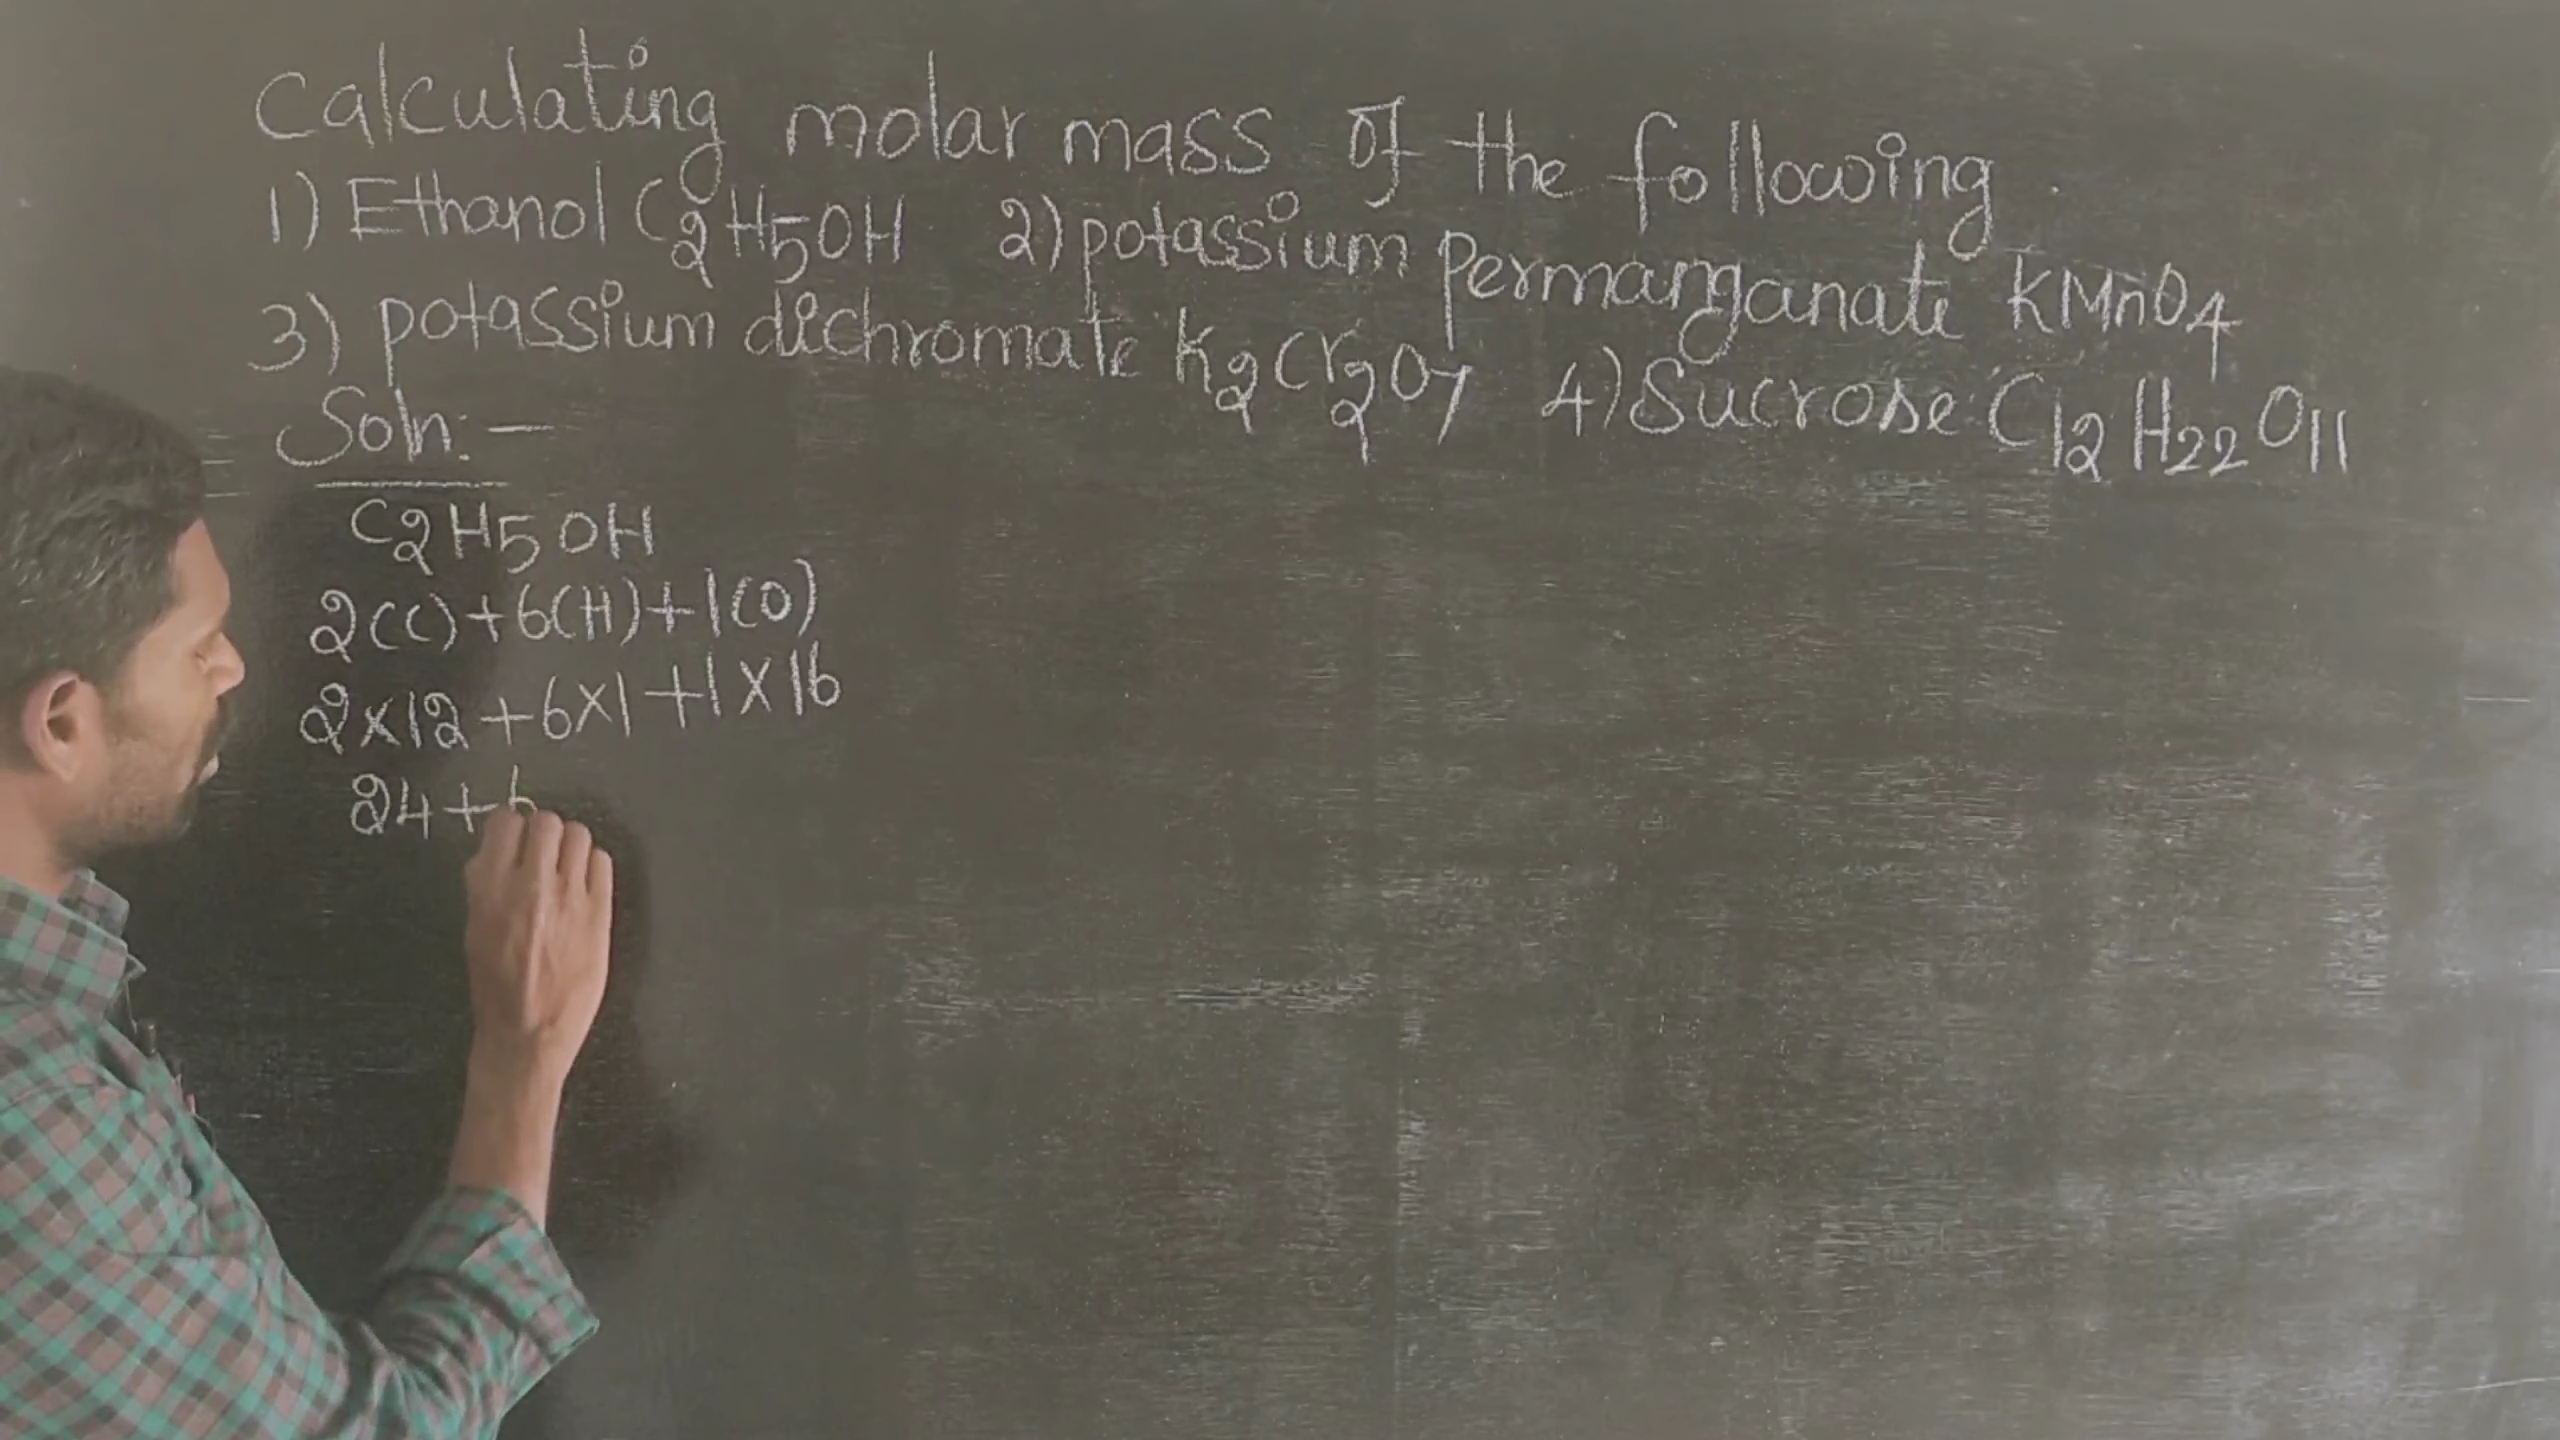 Calculating molar mass of the following.
1) Ethanol C2H5OH 2) potassium permanganate KMnO4
3) potassium dichromate K2Cr2O7 4) Sucrose C12H22O11
Soln:-
C2H5OH
2(C)+6(H)+1(O)
2×12+6×1+1×16
24+6